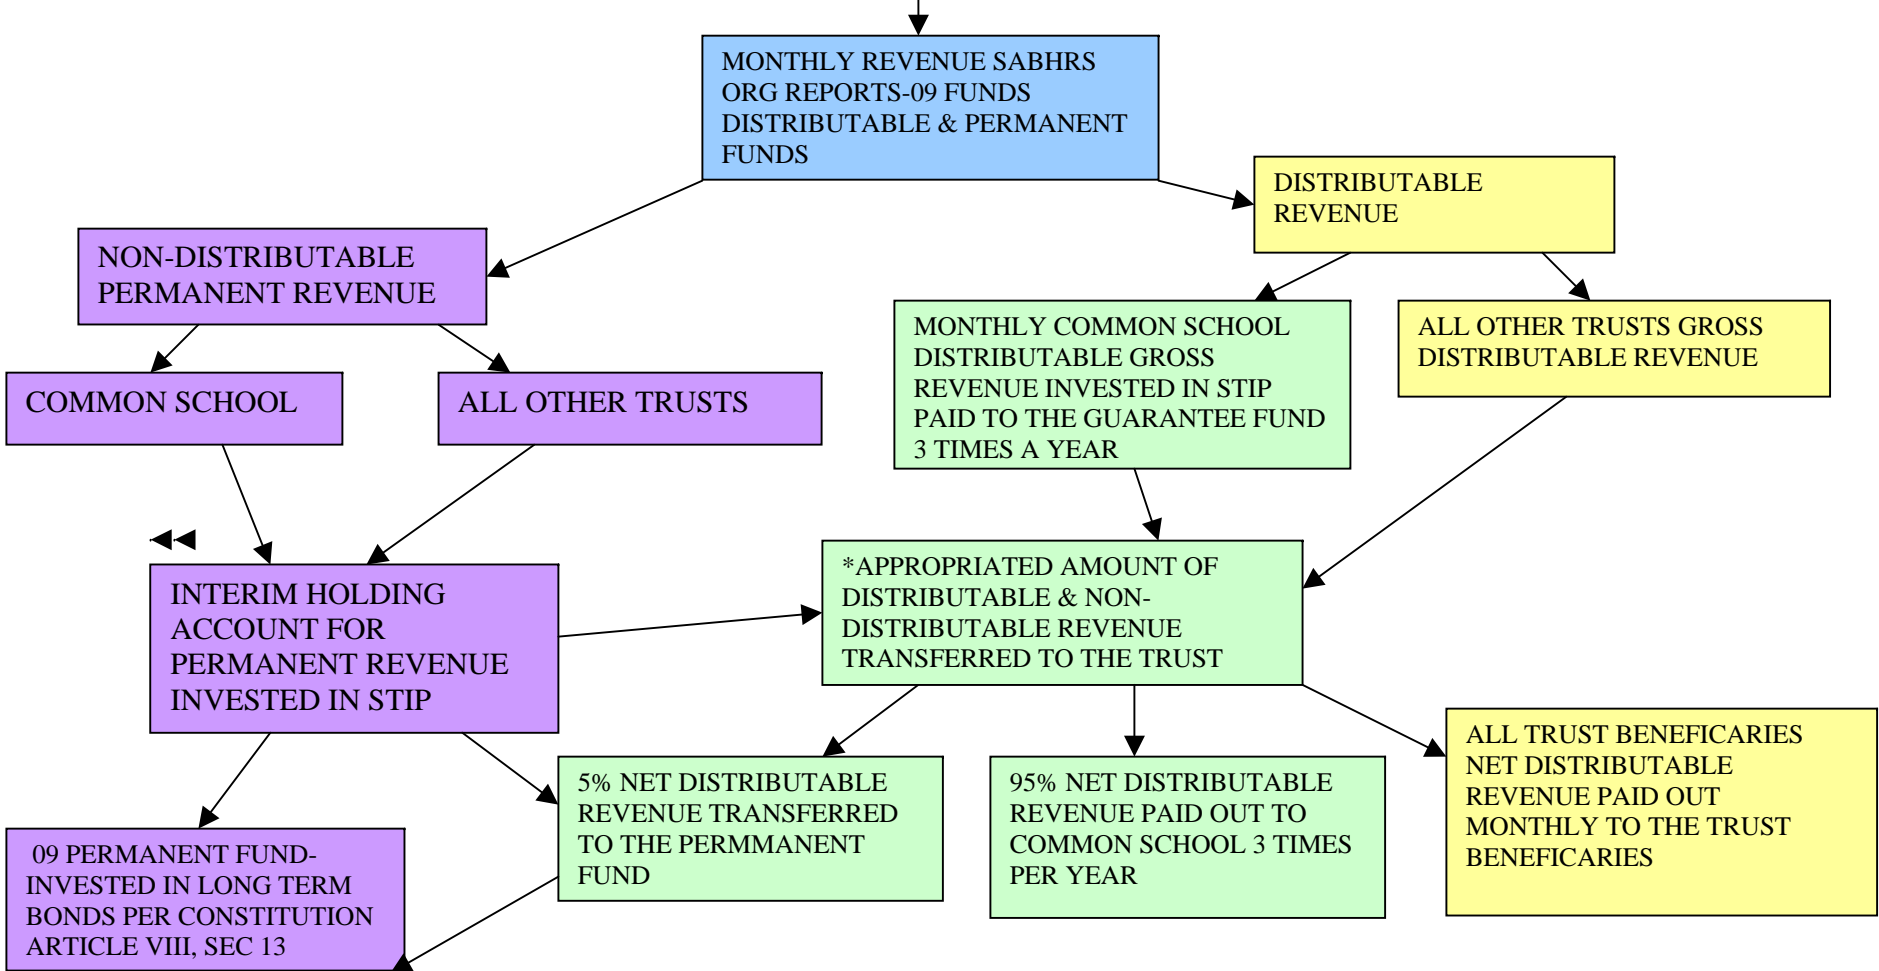 MONTHLY REVENUE SABHRS
ORG REPORTS-09 FUNDS
DISTRIBUTABLE & PERMANENT
FUNDS
DISTRIBUTABLE
REVENUE
NON-DISTRIBUTABLE
PERMANENT REVENUE
MONTHLY COMMON SCHOOL
DISTRIBUTABLE GROSS
REVENUE INVESTED IN STIP
PAID TO THE GUARANTEE FUND
3 TIMES A YEAR
ALL OTHER TRUSTS GROSS
DISTRIBUTABLE REVENUE
COMMON SCHOOL
ALL OTHER TRUSTS
*APPROPRIATED AMOUNT OF
DISTRIBUTABLE & NON-
DISTRIBUTABLE REVENUE
TRANSFERRED TO THE TRUST
INTERIM HOLDING
ACCOUNT FOR
PERMANENT REVENUE
INVESTED IN STIP
ALL TRUST BENEFICARIES
NET DISTRIBUTABLE
REVENUE PAID OUT
MONTHLY TO THE TRUST
BENEFICARIES
5% NET DISTRIBUTABLE
REVENUE TRANSFERRED
TO THE PERMMANENT
FUND
95% NET DISTRIBUTABLE
REVENUE PAID OUT TO
COMMON SCHOOL 3 TIMES
PER YEAR
09 PERMANENT FUND-
INVESTED IN LONG TERM
BONDS PER CONSTITUTION
ARTICLE VIII, SEC 13